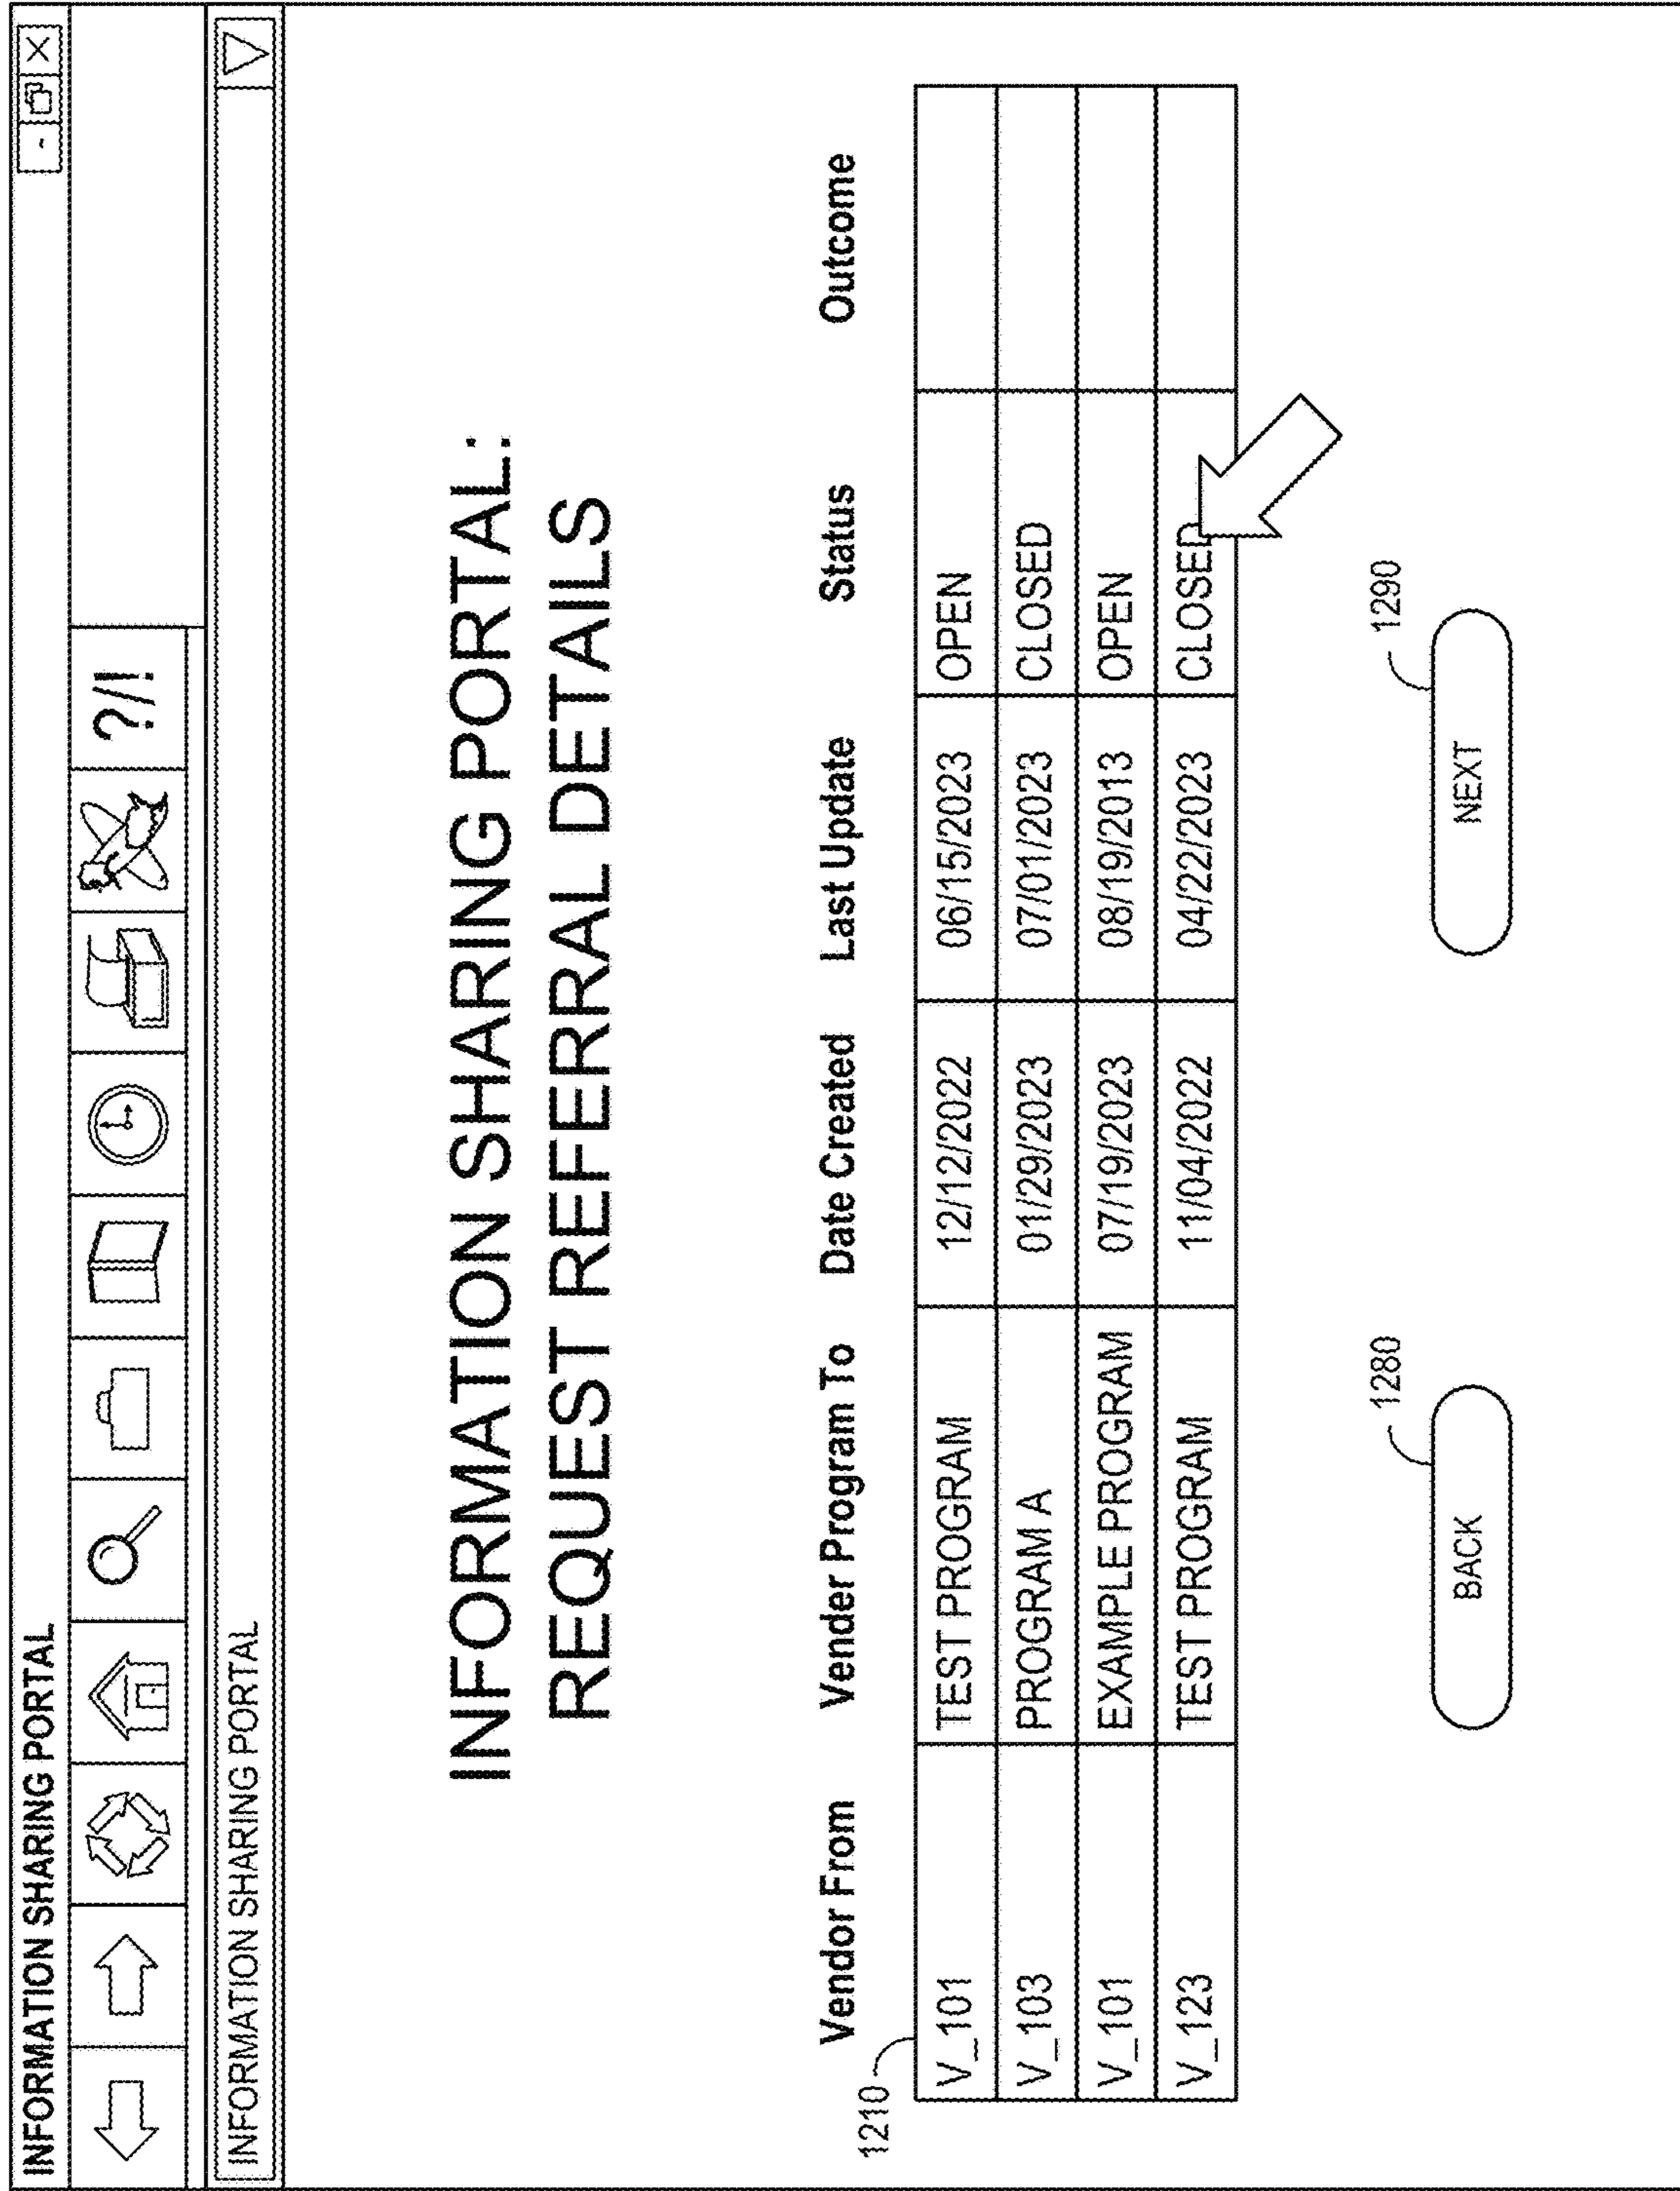 INFORMATION SHARING PORTAL
- X
?/!
INFORMATION SHARING PORTAL
INFORMATION SHARING PORTAL:
REQUEST REFERRAL DETAILS
Vendor From Vender Program To Date Created Last Update Status Outcome
1210
V_101 TEST PROGRAM 12/12/2022 06/15/2023 OPEN
V_103 PROGRAM A 01/29/2023 07/01/2023 CLOSED
V_101 EXAMPLE PROGRAM 07/19/2023 08/19/2013 OPEN
V_123 TEST PROGRAM 11/04/2022 04/22/2023 CLOSED
1280 1290
BACK NEXT